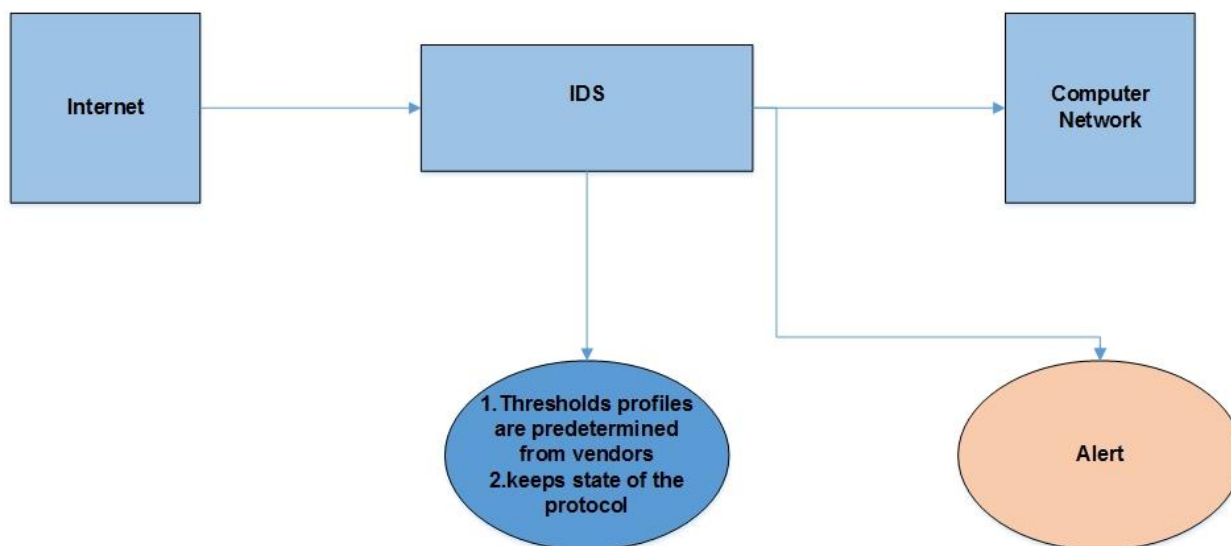 Internet
IDS
Computer
Network
1. Thresholds profiles
are predetermined
from vendors
2.keeps state of the
protocol
Alert